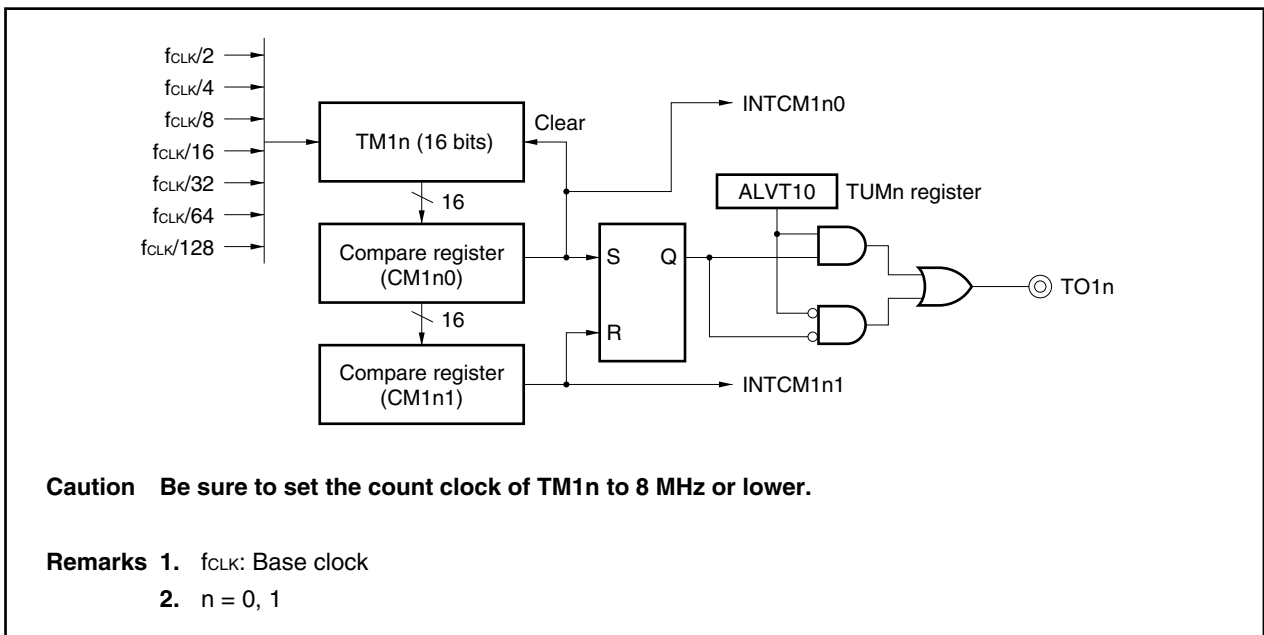 fCLK/2
fCLK/4
fCLK/8
fCLK/16
fCLK/32
fCLK/64
fCLK/128
TM1n (16 bits)
Clear
INTCM1n0
16
ALVT10 TUMn register
Compare register
(CM1n0)
S Q
TO1n
16
R
Compare register
(CM1n1)
INTCM1n1
Caution Be sure to set the count clock of TM1n to 8 MHz or lower.
Remarks 1. fCLK: Base clock
2. n = 0, 1